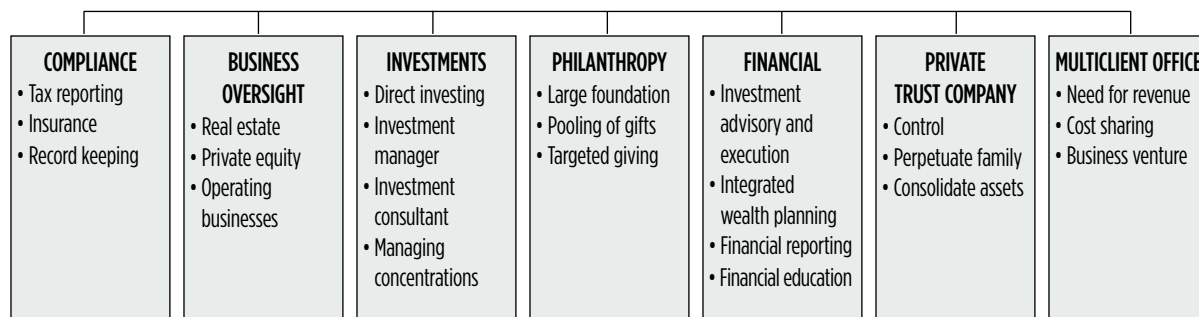 COMPLIANCE
• Tax reporting
• Insurance
• Record keeping
BUSINESS
OVERSIGHT
• Real estate
• Private equity
• Operating
businesses
INVESTMENTS
• Direct investing
• Investment
manager
• Investment
consultant
• Managing
concentrations
PHILANTHROPY
• Large foundation
• Pooling of gifts
• Targeted giving
FINANCIAL
• Investment
advisory and
execution
• Integrated
wealth planning
• Financial reporting
• Financial education
PRIVATE
TRUST COMPANY
• Control
• Perpetuate family
• Consolidate assets
MULTICLIENT OFFICE
• Need for revenue
• Cost sharing
• Business venture